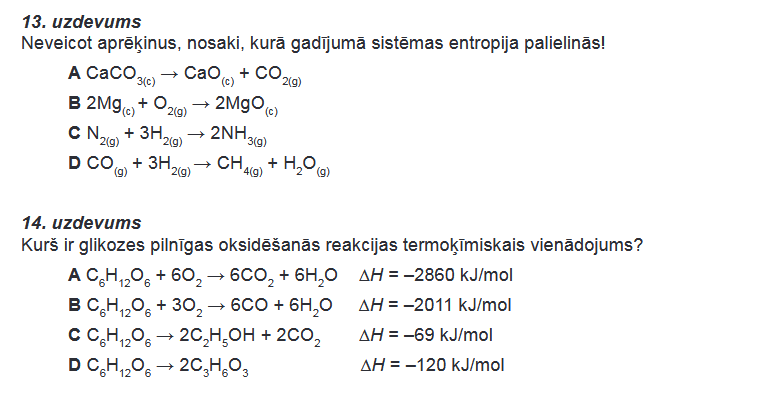 13. uzdevums
Neveicot aprēķinus, nosaki, kurā gadījumā sistēmas entropija palielinās!
A CaCO₃(c) → CaO(c) + CO₂(g)
B 2Mg(c) + O₂(g) → 2MgO(c)
C N₂(g) + 3H₂(g) → 2NH₃(g)
D CO(g) + 3H₂(g) → CH₄(g) + H₂O(g)
14. uzdevums
Kurš ir glikozes pilnīgas oksidēšanās reakcijas termoķīmiskais vienādojums?
A C₆H₁₂O₆ + 6O₂ → 6CO₂ + 6H₂O ΔH = –2860 kJ/mol
B C₆H₁₂O₆ + 3O₂ → 6CO + 6H₂O ΔH = –2011 kJ/mol
C C₆H₁₂O₆ → 2C₂H₅OH + 2CO₂ ΔH = –69 kJ/mol
D C₆H₁₂O₆ → 2C₃H₆O₃ ΔH = –120 kJ/mol